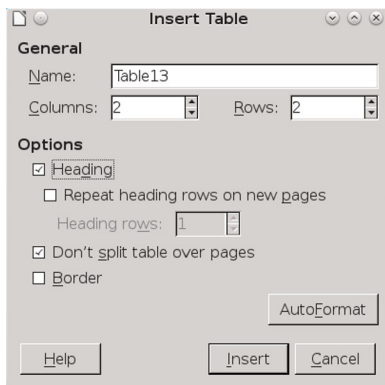 Insert Table
General
Name: Table13
Columns: 2 Rows: 2
Options
Heading
Repeat heading rows on new pages
Heading rows: 1
Don't split table over pages
Border
AutoFormat
Help Insert Cancel